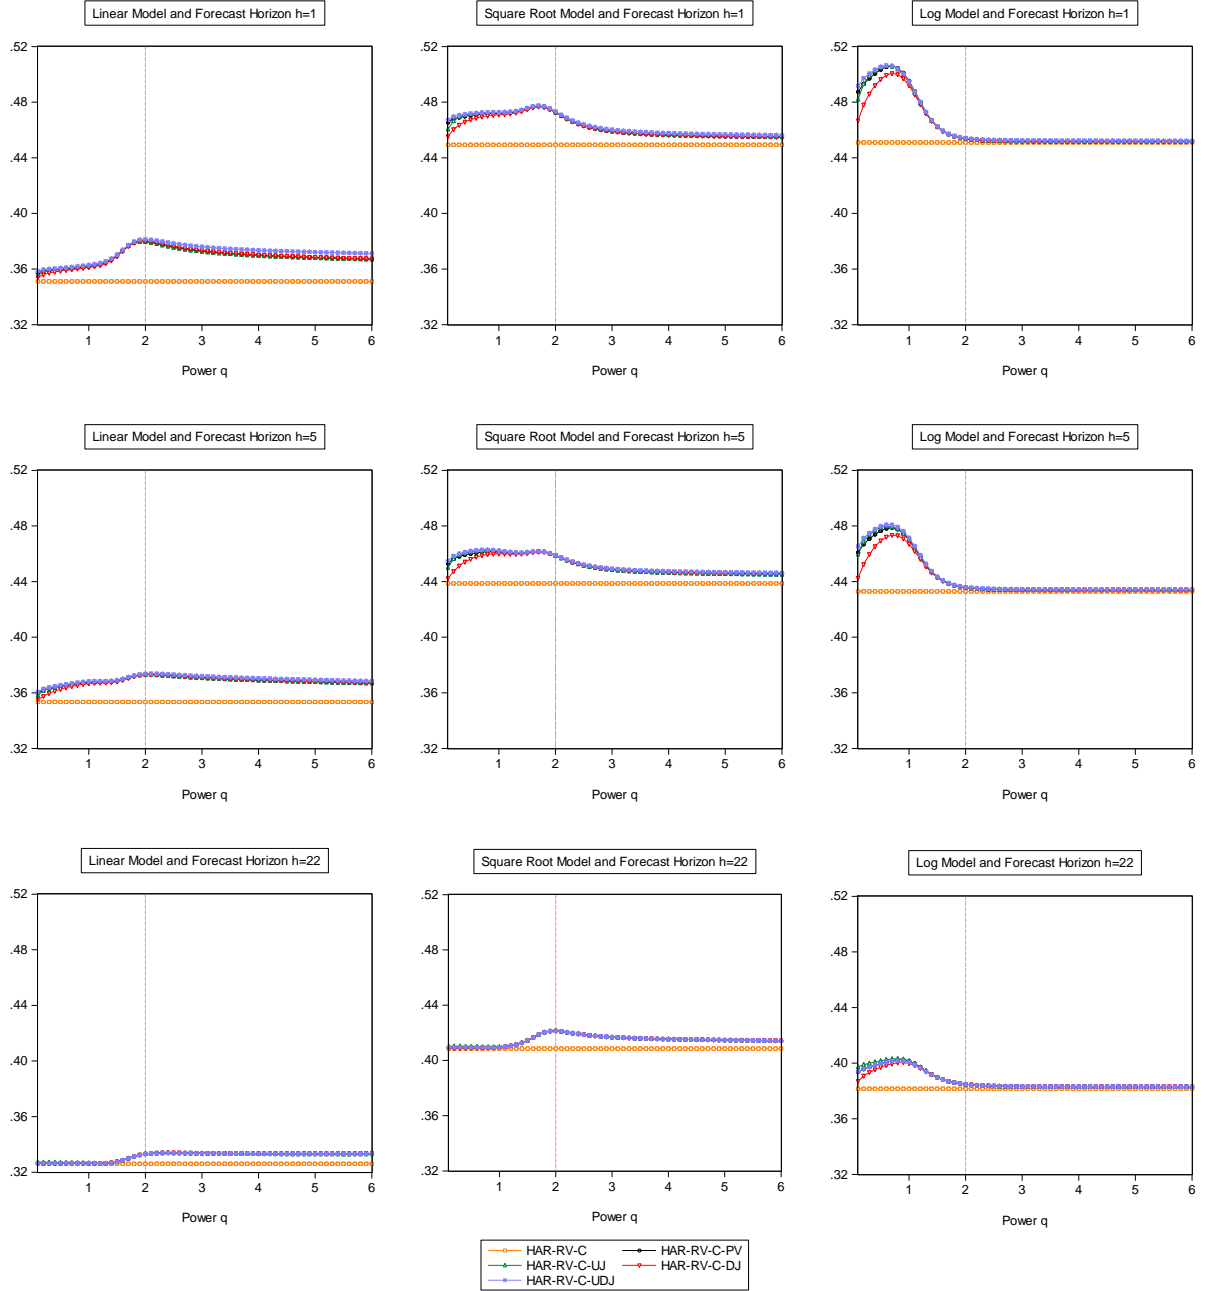 Linear Model and Forecast Horizon h=1
.52
.48
.44
.40
.36
.32
1 2 3 4 5 6
Power q
Square Root Model and Forecast Horizon h=1
.52
.48
.44
.40
.36
.32
1 2 3 4 5 6
Power q
Log Model and Forecast Horizon h=1
.52
.48
.44
.40
.36
.32
1 2 3 4 5 6
Power q
Linear Model and Forecast Horizon h=5
.52
.48
.44
.40
.36
.32
1 2 3 4 5 6
Power q
Square Root Model and Forecast Horizon h=5
.52
.48
.44
.40
.36
.32
1 2 3 4 5 6
Power q
Log Model and Forecast Horizon h=5
.52
.48
.44
.40
.36
.32
1 2 3 4 5 6
Power q
Linear Model and Forecast Horizon h=22
.52
.48
.44
.40
.36
.32
1 2 3 4 5 6
Power q
Square Root Model and Forecast Horizon h=22
.52
.48
.44
.40
.36
.32
1 2 3 4 5 6
Power q
Log Model and Forecast Horizon h=22
.52
.48
.44
.40
.36
.32
1 2 3 4 5 6
Power q
HAR-RV-C HAR-RV-C-PV
HAR-RV-C-UJ HAR-RV-C-DJ
HAR-RV-C-UDJ